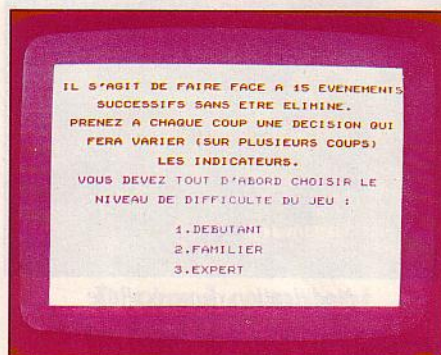 IL S'AGIT DE FAIRE FACE A 15 EVENEMENTS
SUCCESSIFS SANS ETRE ELIMINE.
PRENEZ A CHAQUE COUP UNE DECISION QUI
FERA VARIER (SUR PLUSIEURS COUPS)
LES INDICATEURS.
VOUS DEVEZ TOUT D'ABORD CHOISIR LE
NIVEAU DE DIFFICULTE DU JEU :
1.DEBUTANT
2.FAMILIER
3.EXPERT